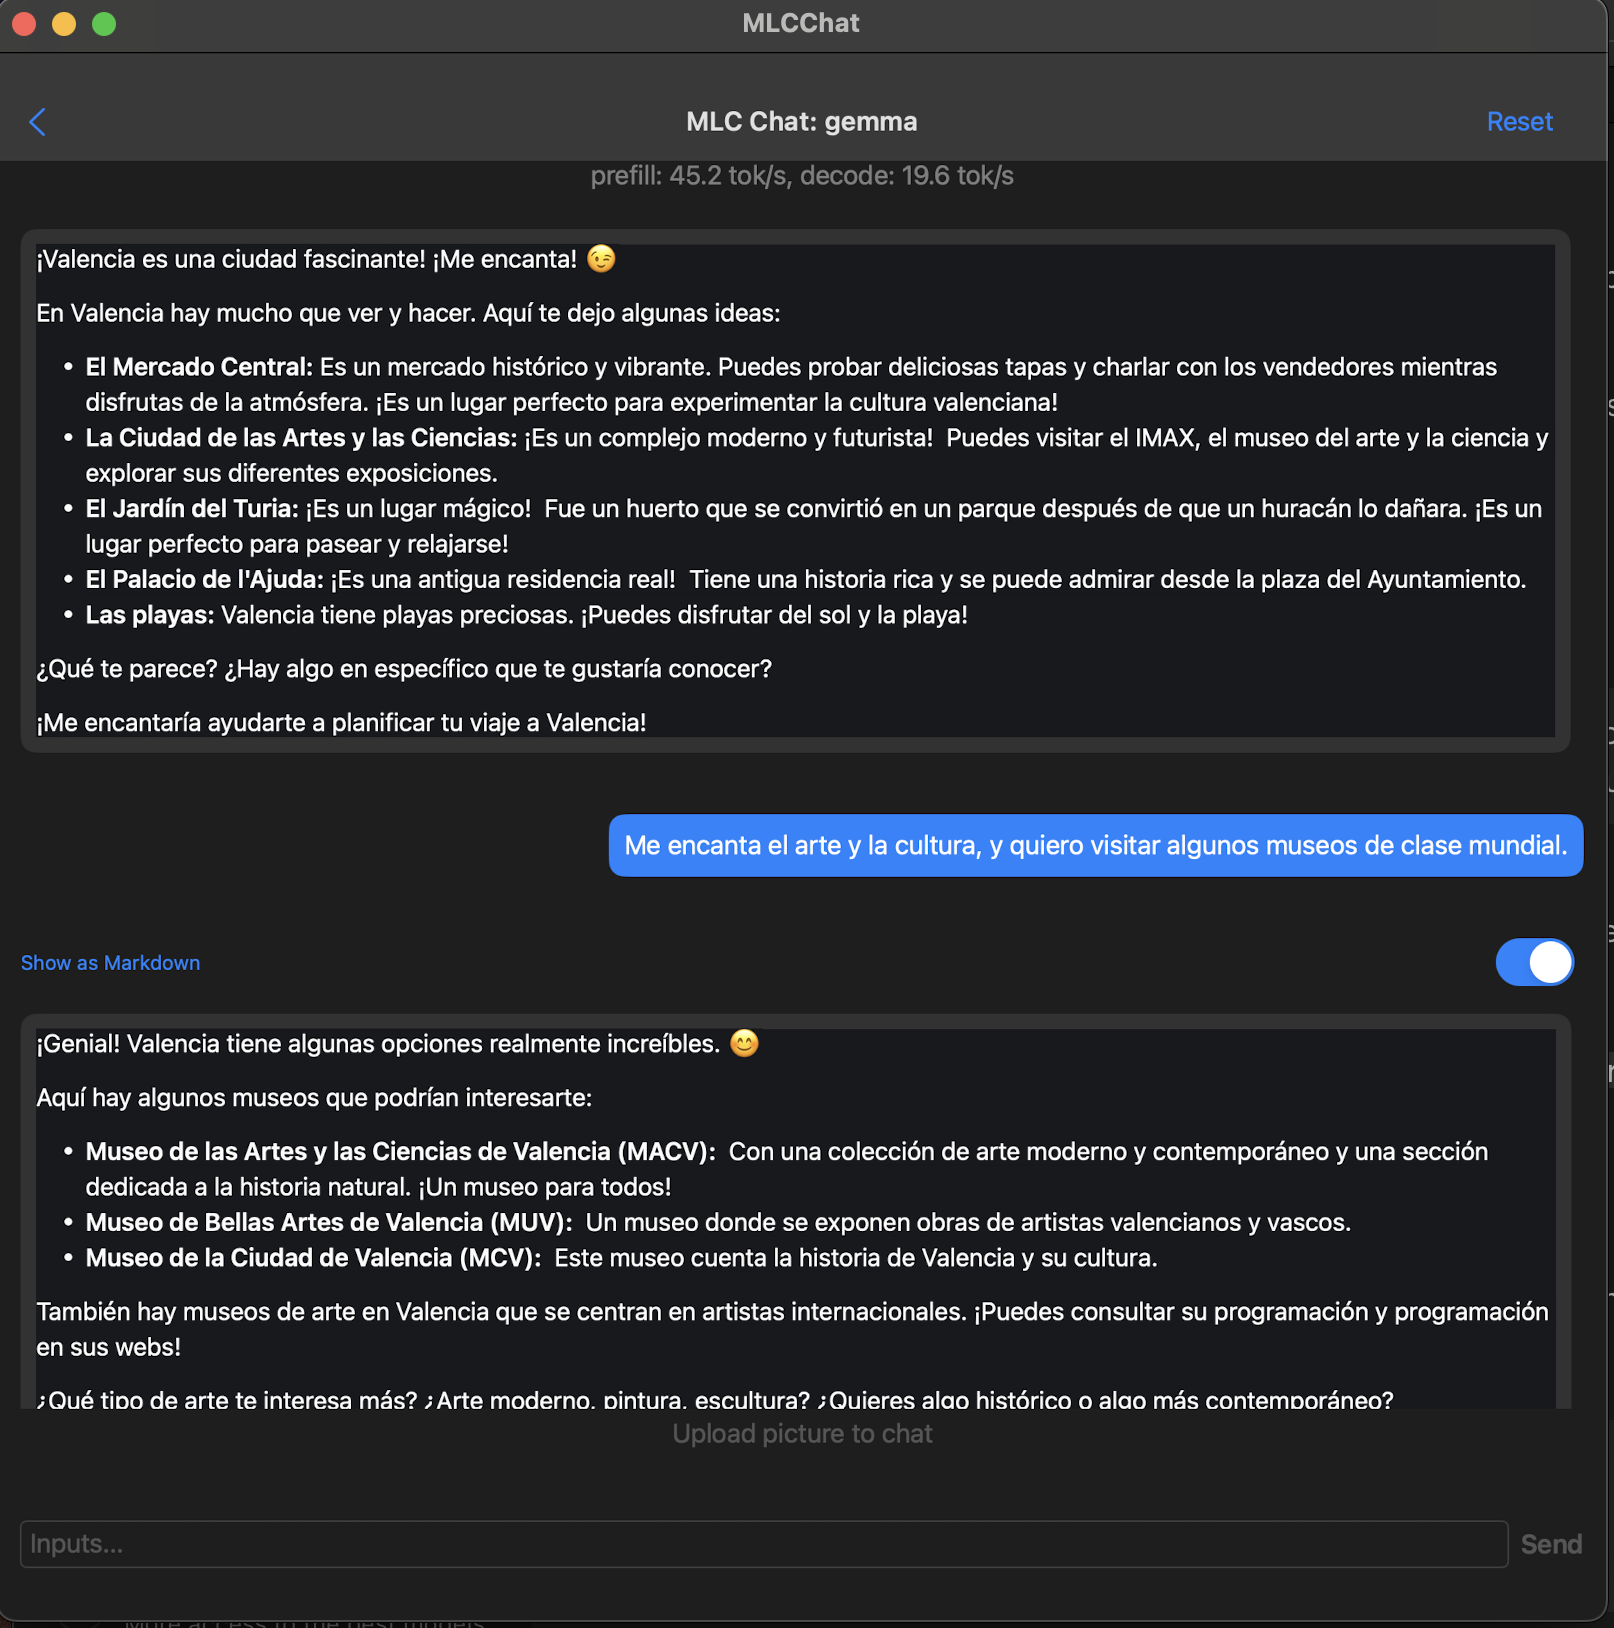 MLCChat
MLC Chat: gemma
Reset
prefill: 45.2 tok/s, decode: 19.6 tok/s
¡Valencia es una ciudad fascinante! ¡Me encanta! 😉
En Valencia hay mucho que ver y hacer. Aquí te dejo algunas ideas:
• El Mercado Central: Es un mercado histórico y vibrante. Puedes probar deliciosas tapas y charlar con los vendedores mientras
disfrutas de la atmósfera. ¡Es un lugar perfecto para experimentar la cultura valenciana!
• La Ciudad de las Artes y las Ciencias: ¡Es un complejo moderno y futurista! Puedes visitar el IMAX, el museo del arte y la ciencia y
explorar sus diferentes exposiciones.
• El Jardín del Turia: ¡Es un lugar mágico! Fue un huerto que se convirtió en un parque después de que un huracán lo dañara. ¡Es un
lugar perfecto para pasear y relajarse!
• El Palacio de l'Ajuda: ¡Es una antigua residencia real! Tiene una historia rica y se puede admirar desde la plaza del Ayuntamiento.
• Las playas: Valencia tiene playas preciosas. ¡Puedes disfrutar del sol y la playa!
¿Qué te parece? ¿Hay algo en específico que te gustaría conocer?
¡Me encantaría ayudarte a planificar tu viaje a Valencia!
Me encanta el arte y la cultura, y quiero visitar algunos museos de clase mundial.
Show as Markdown
¡Genial! Valencia tiene algunas opciones realmente increíbles. 😊
Aquí hay algunos museos que podrían interesarte:
• Museo de las Artes y las Ciencias de Valencia (MACV): Con una colección de arte moderno y contemporáneo y una sección
dedicada a la historia natural. ¡Un museo para todos!
• Museo de Bellas Artes de Valencia (MUV): Un museo donde se exponen obras de artistas valencianos y vascos.
• Museo de la Ciudad de Valencia (MCV): Este museo cuenta la historia de Valencia y su cultura.
También hay museos de arte en Valencia que se centran en artistas internacionales. ¡Puedes consultar su programación y programación
en sus webs!
¿Qué tipo de arte te interesa más? ¿Arte moderno, pintura, escultura? ¿Quieres algo histórico o algo más contemporáneo?
Upload picture to chat
Inputs...
Send
More access to the best models